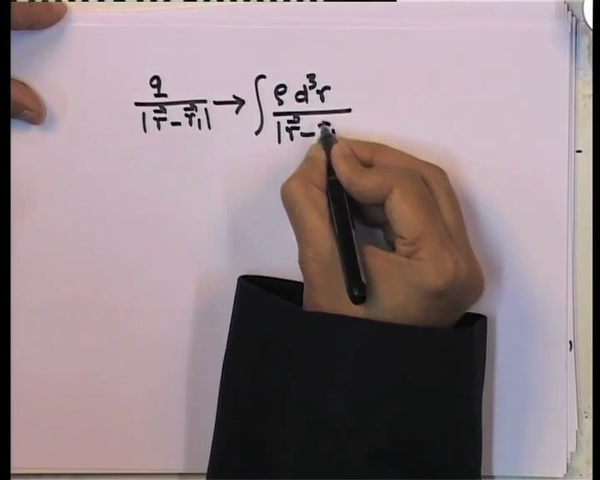 q / |r⃗ - r⃗₁| → ∫ ρ d³r / |r⃗ -